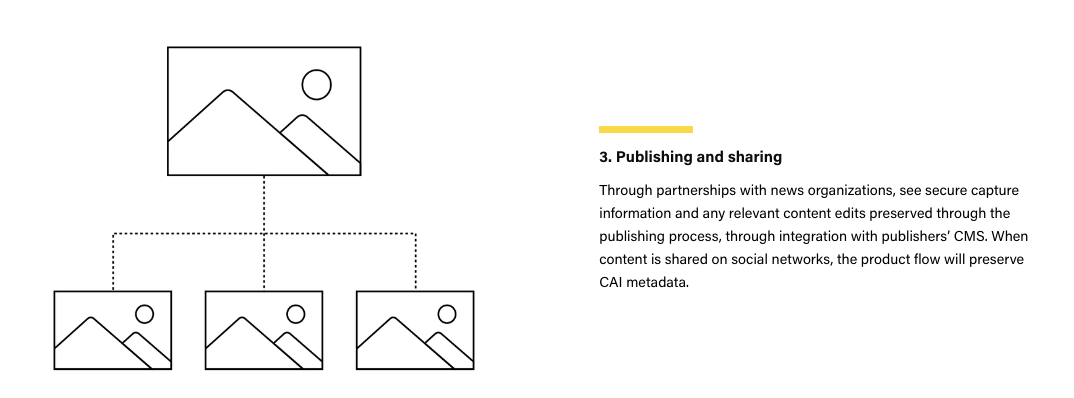 3. Publishing and sharing
Through partnerships with news organizations, see secure capture
information and any relevant content edits preserved through the
publishing process, through integration with publishers’ CMS. When
content is shared on social networks, the product flow will preserve
CAI metadata.